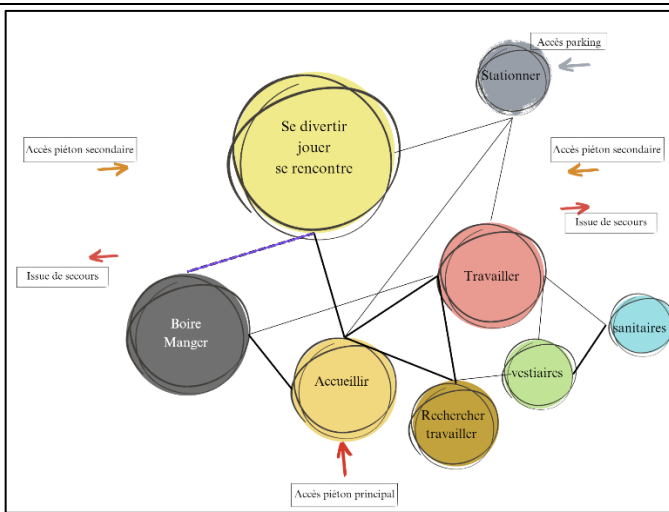 Accès parking
Stationner
Se divertir
jouer
se rencontre
Accès piéton secondaire
Accès piéton secondaire
Issue de secours
Issue de secours
Travailler
Boire
Manger
sanitaires
Accueillir
vestiaires
Rechercher
travailler
Accès piéton principal